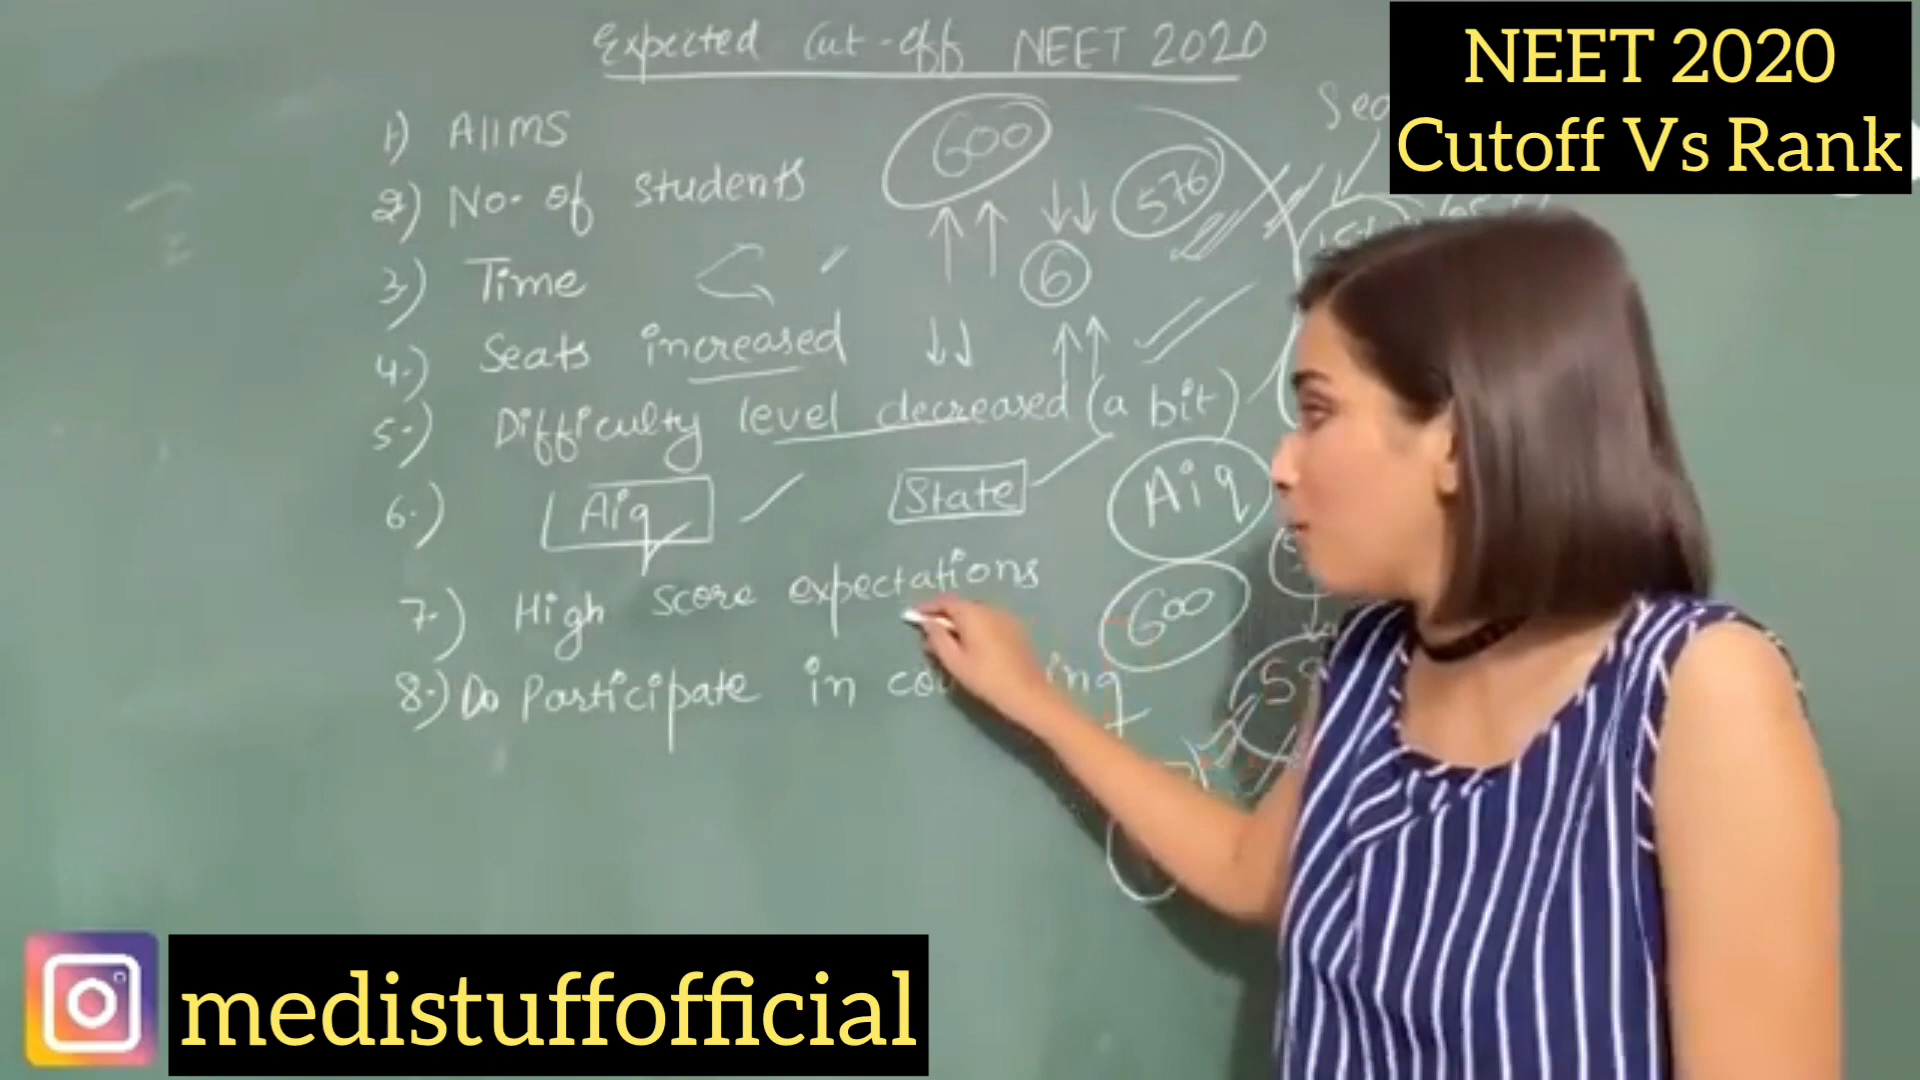 Expected Cut-off NEET 2020
NEET 2020
Cutoff Vs Rank
1) AIIMS
600
576
2) No. of students
3) Time
6
4.) Seats increased
5.) Difficulty level decreased (a bit)
6.) Aiq
State
Aiq
7.) High score expectations
600
8.) Do Participate in
medistuffofficial